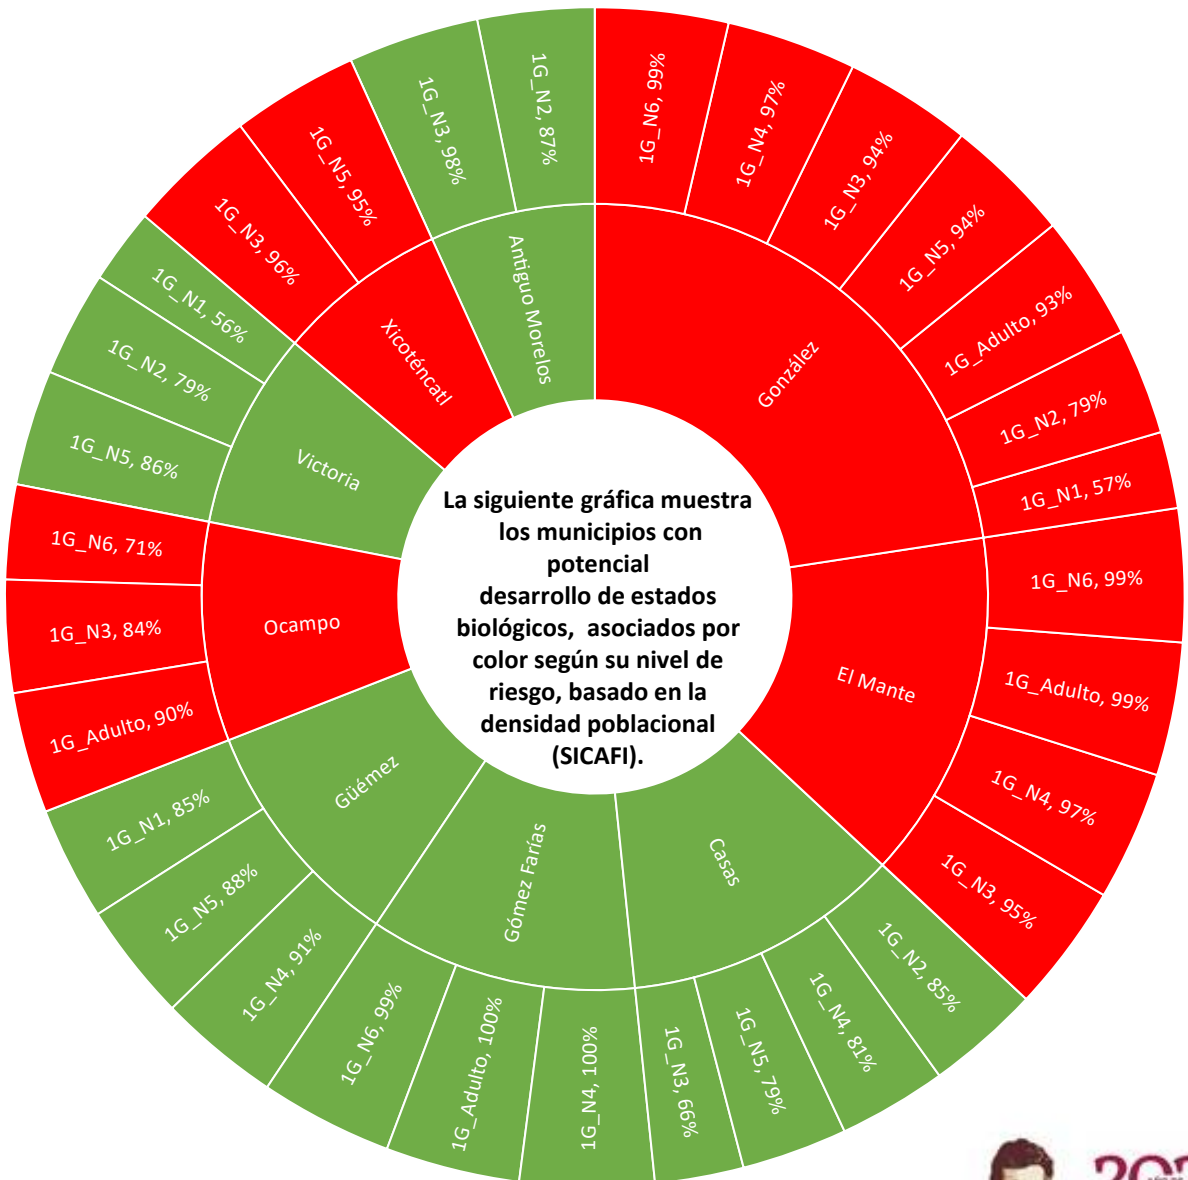 La siguiente gráfica muestra
los municipios con
potencial
desarrollo de estados
biológicos, asociados por
color según su nivel de
riesgo, basado en la
densidad poblacional
(SICAFI).
González
1G_N6, 99%
1G_N4, 97%
1G_N3, 94%
1G_N5, 94%
1G_Adulto, 93%
1G_N2, 79%
1G_N1, 57%
El Mante
1G_N6, 99%
1G_Adulto, 99%
1G_N4, 97%
1G_N3, 95%
Casas
1G_N2, 85%
1G_N4, 81%
1G_N5, 79%
1G_N3, 66%
Gómez Farías
1G_N4, 100%
1G_Adulto, 100%
1G_N6, 99%
Güémez
1G_N4, 91%
1G_N5, 88%
1G_N1, 85%
Ocampo
1G_Adulto, 90%
1G_N3, 84%
1G_N6, 71%
Victoria
1G_N5, 86%
1G_N2, 79%
1G_N1, 56%
Xicoténcatl
1G_N3, 96%
1G_N5, 95%
Antiguo Morelos
1G_N3, 98%
1G_N2, 87%